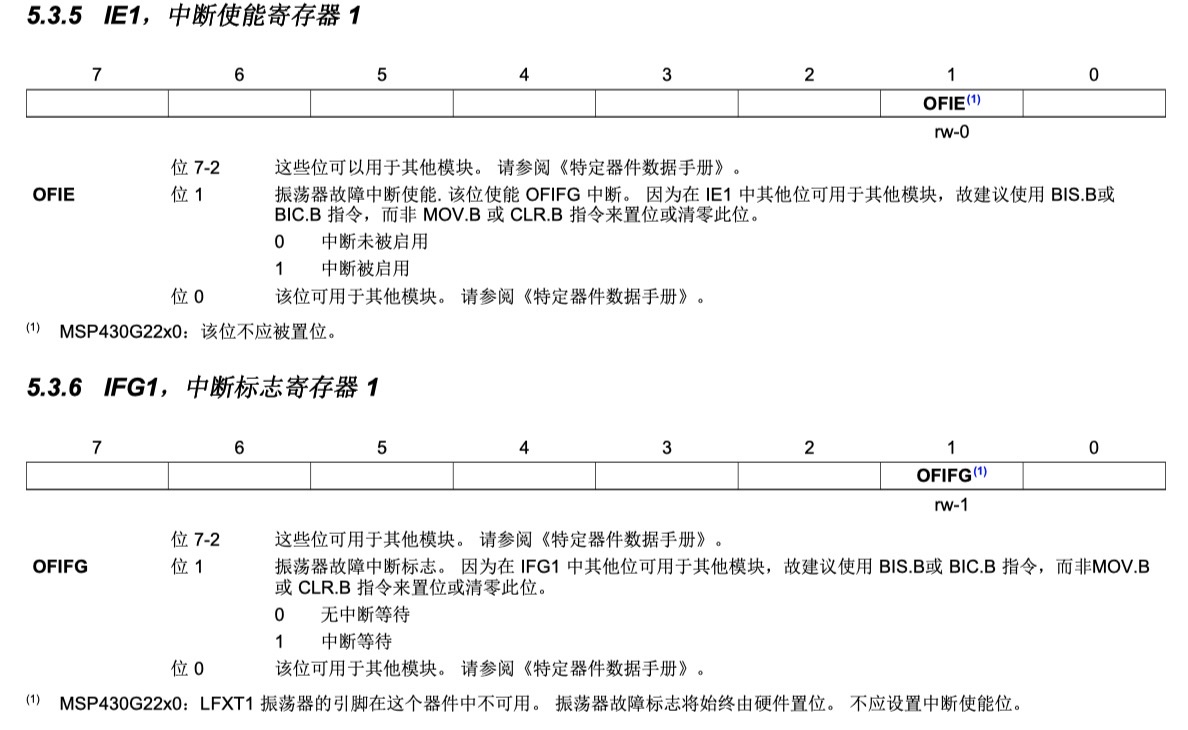 5.3.5 IE1，中断使能寄存器 1
7 6 5 4 3 2 1 0
OFIE(1)
rw-0
位 7-2 这些位可以用于其他模块。 请参阅《特定器件数据手册》。
OFIE 位 1 振荡器故障中断使能. 该位使能 OFIFG 中断。 因为在 IE1 中其他位可用于其他模块，故建议使用 BIS.B或
BIC.B 指令，而非 MOV.B 或 CLR.B 指令来置位或清零此位。
0 中断未被启用
1 中断被启用
位 0 该位可用于其他模块。 请参阅《特定器件数据手册》。
(1) MSP430G22x0：该位不应被置位。
5.3.6 IFG1，中断标志寄存器 1
7 6 5 4 3 2 1 0
OFIFG(1)
rw-1
位 7-2 这些位可用于其他模块。 请参阅《特定器件数据手册》。
OFIFG 位 1 振荡器故障中断标志。 因为在 IFG1 中其他位可用于其他模块，故建议使用 BIS.B或 BIC.B 指令，而非MOV.B
或 CLR.B 指令来置位或清零此位。
0 无中断等待
1 中断等待
位 0 该位可用于其他模块。 请参阅《特定器件数据手册》。
(1) MSP430G22x0：LFXT1 振荡器的引脚在这个器件中不可用。 振荡器故障标志将始终由硬件置位。 不应设置中断使能位。